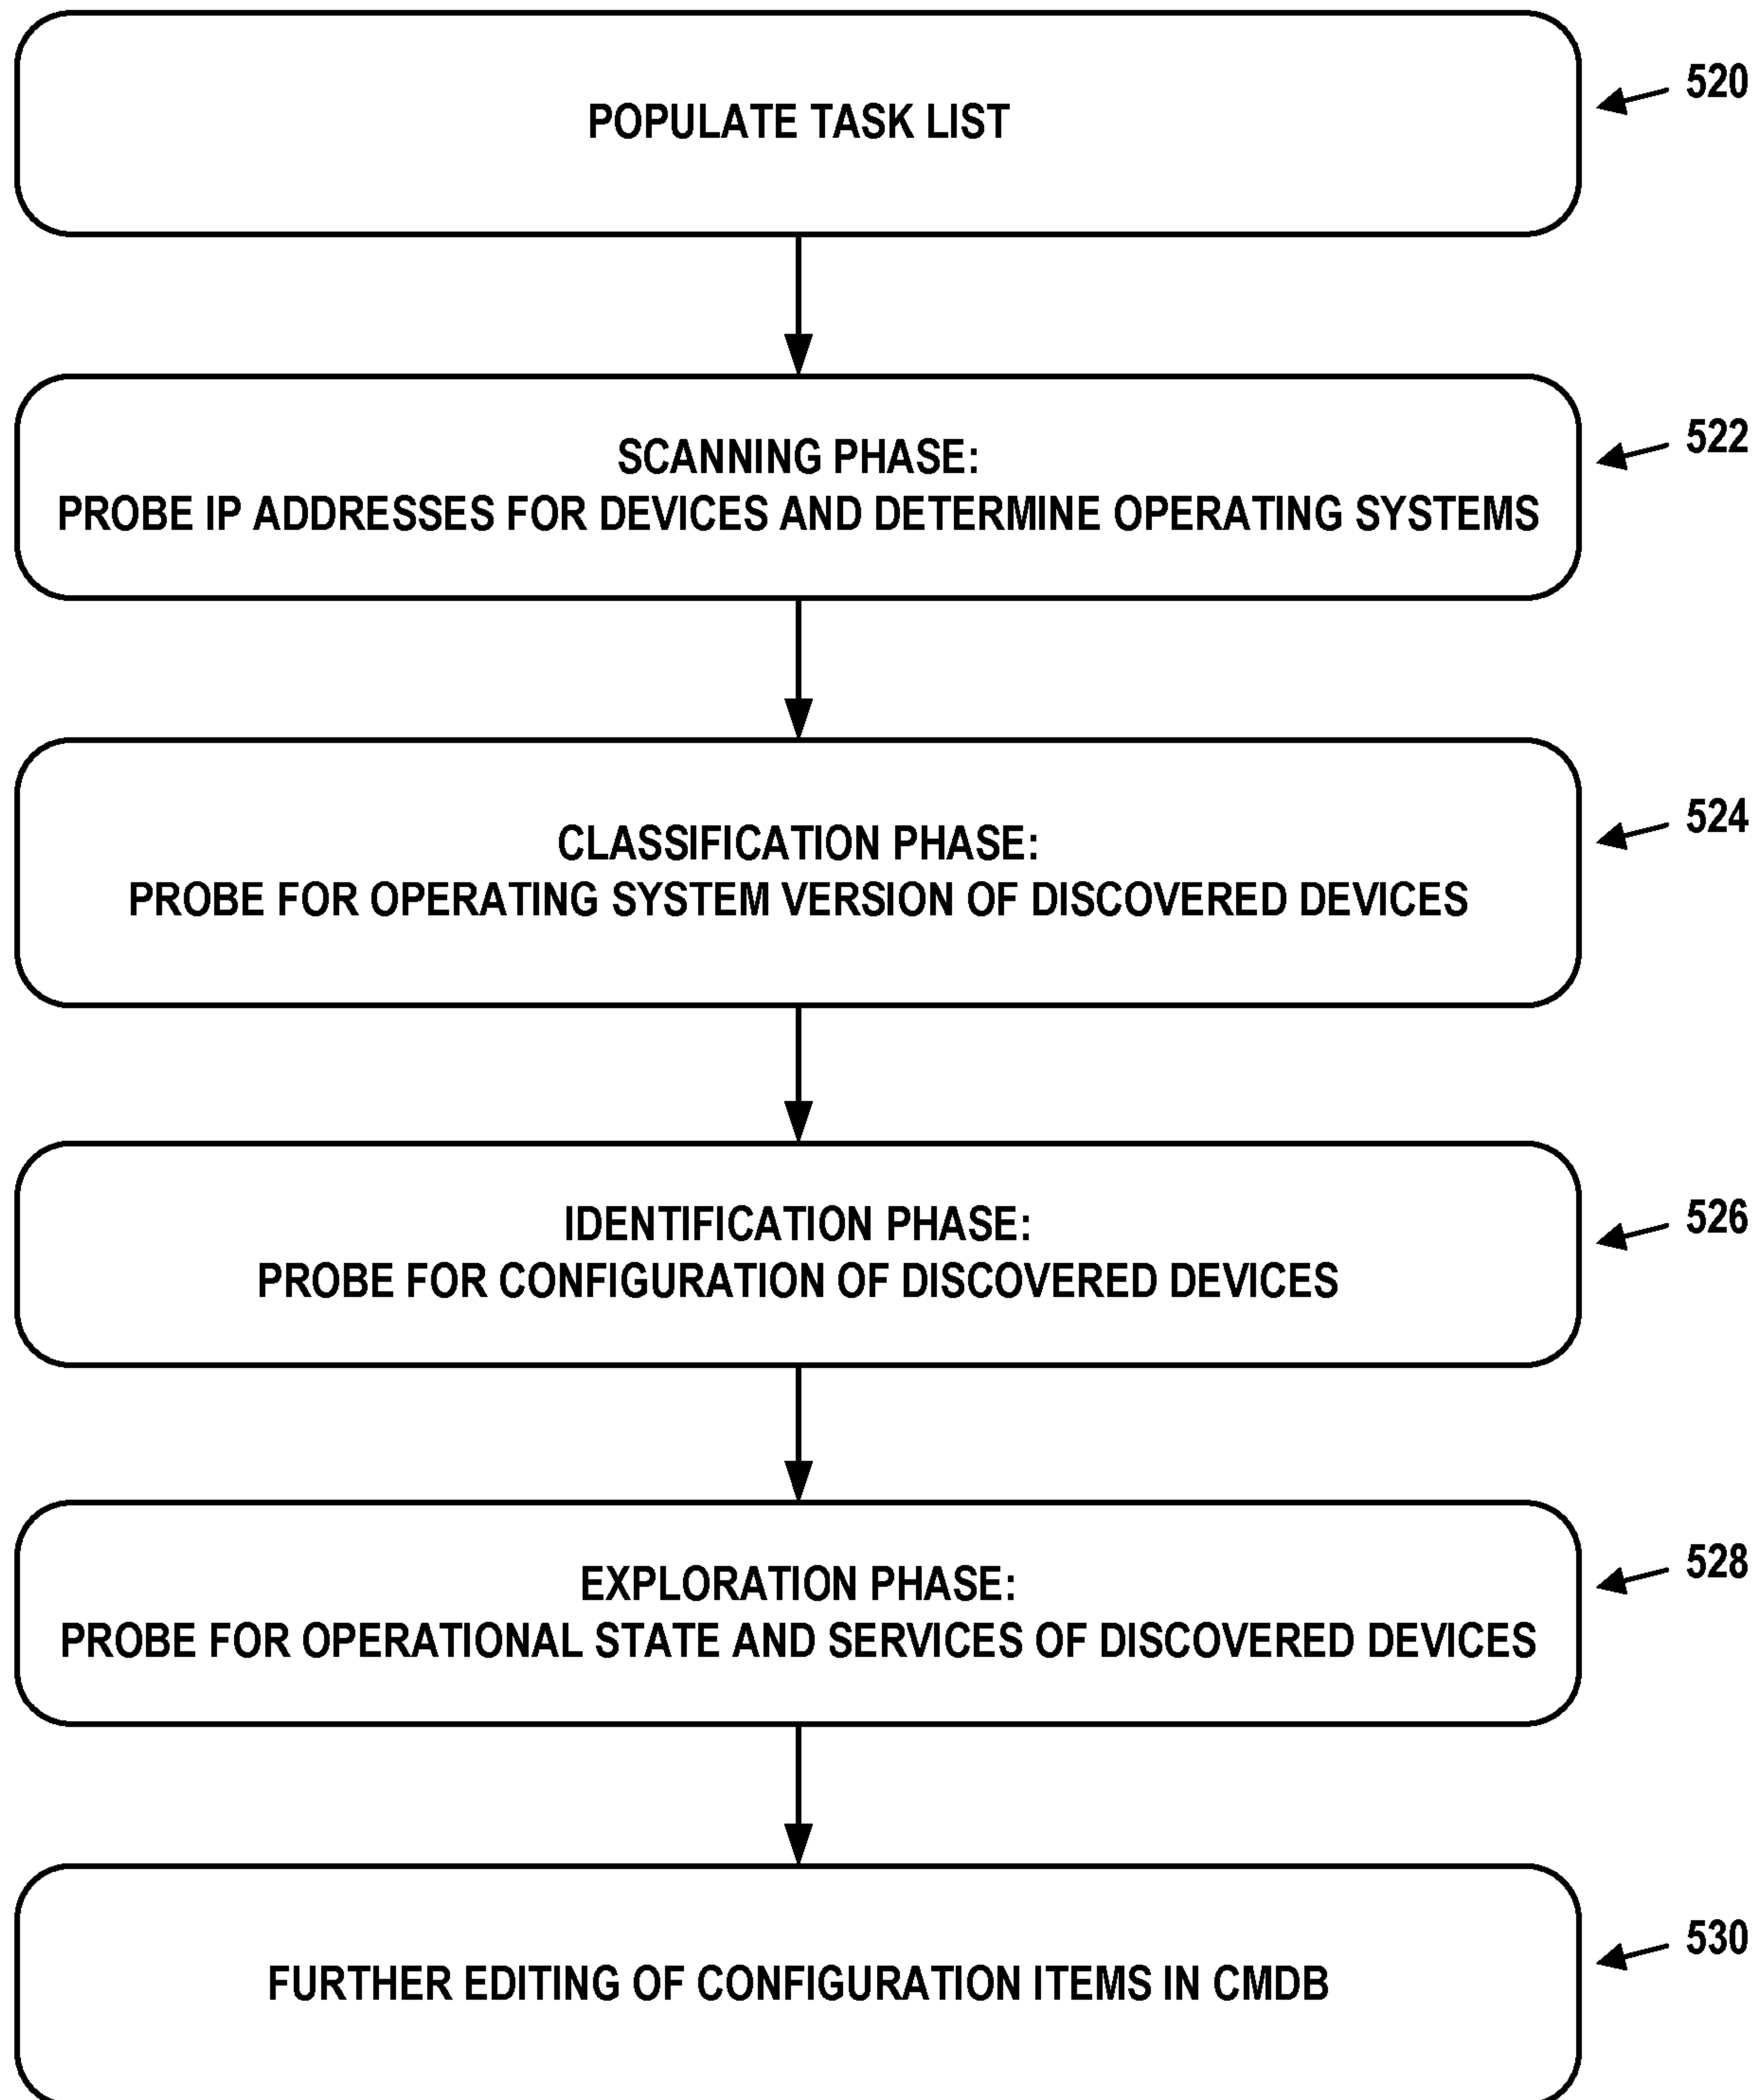 POPULATE TASK LIST
520
SCANNING PHASE:
PROBE IP ADDRESSES FOR DEVICES AND DETERMINE OPERATING SYSTEMS
522
CLASSIFICATION PHASE:
PROBE FOR OPERATING SYSTEM VERSION OF DISCOVERED DEVICES
524
IDENTIFICATION PHASE:
PROBE FOR CONFIGURATION OF DISCOVERED DEVICES
526
EXPLORATION PHASE:
PROBE FOR OPERATIONAL STATE AND SERVICES OF DISCOVERED DEVICES
528
FURTHER EDITING OF CONFIGURATION ITEMS IN CMDB
530